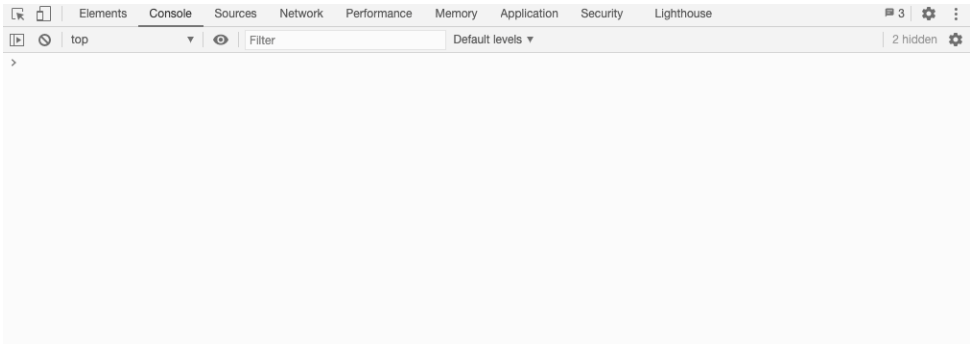 Elements Console Sources Network Performance Memory Application Security Lighthouse 3
top Filter Default levels 2 hidden